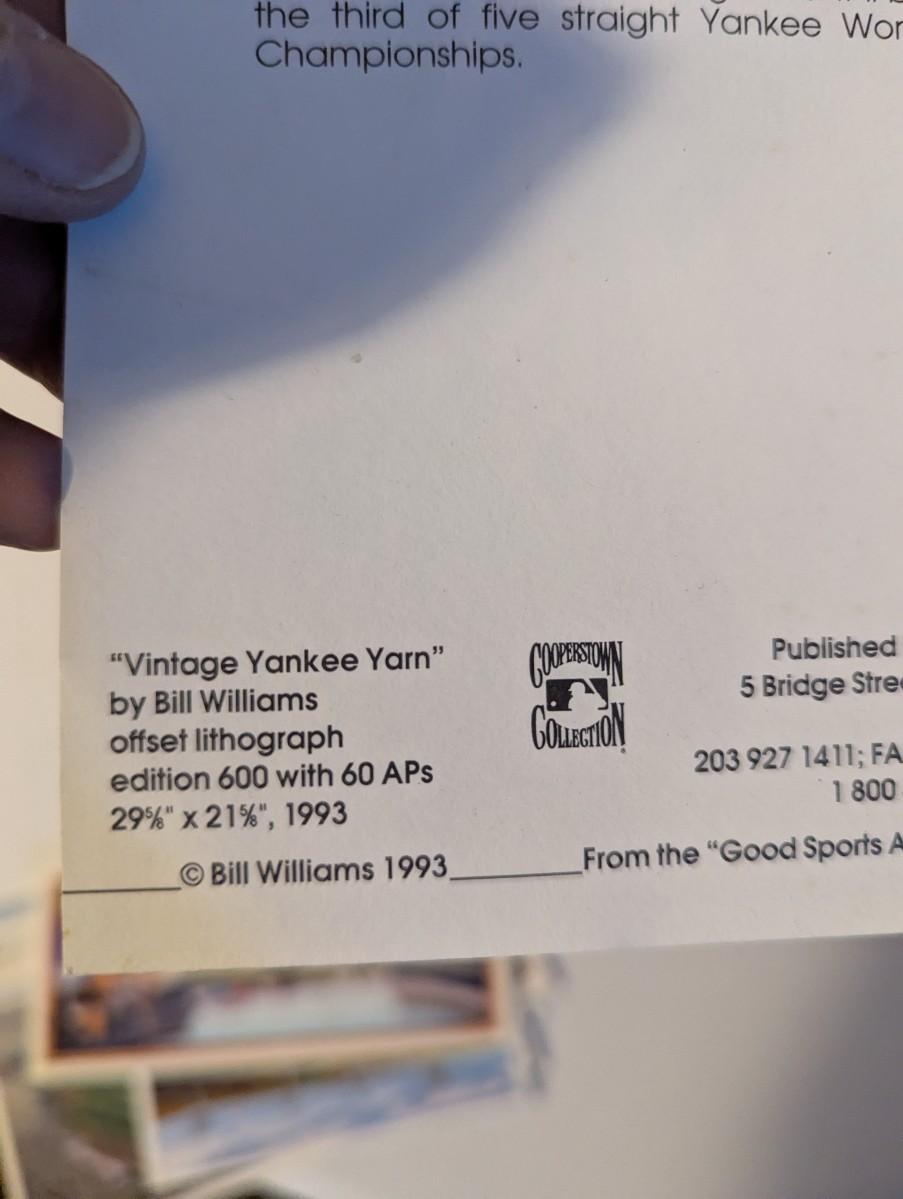 the third of five straight Yankee Wor
Championships.
“Vintage Yankee Yarn”
by Bill Williams
offset lithograph
edition 600 with 60 APs
29⅝" x 21⅝", 1993
© Bill Williams 1993
COOPERSTOWN
COLLECTION
Published
5 Bridge Stree
203 927 1411; FA
1 800
From the “Good Sports A